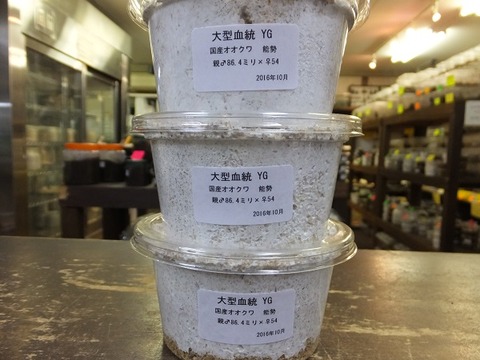 大型血統 YG
国産オオクワ 能勢
親♂86.4ミリ×♀54
2016年10月
大型血統 YG
国産オオクワ 能勢
親♂86.4ミリ×♀54
2016年10月
大型血統 YG
国産オオクワ 能勢
親♂86.4ミリ×♀54
2016年10月